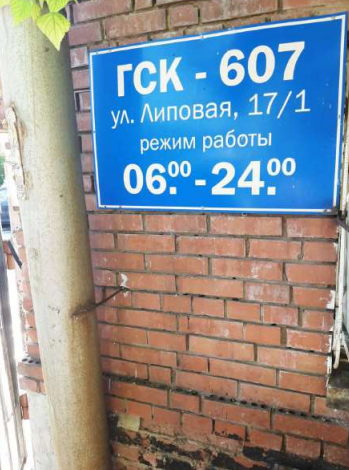 ГСК - 607
ул. Липовая, 17/1
режим работы
06.00 - 24.00